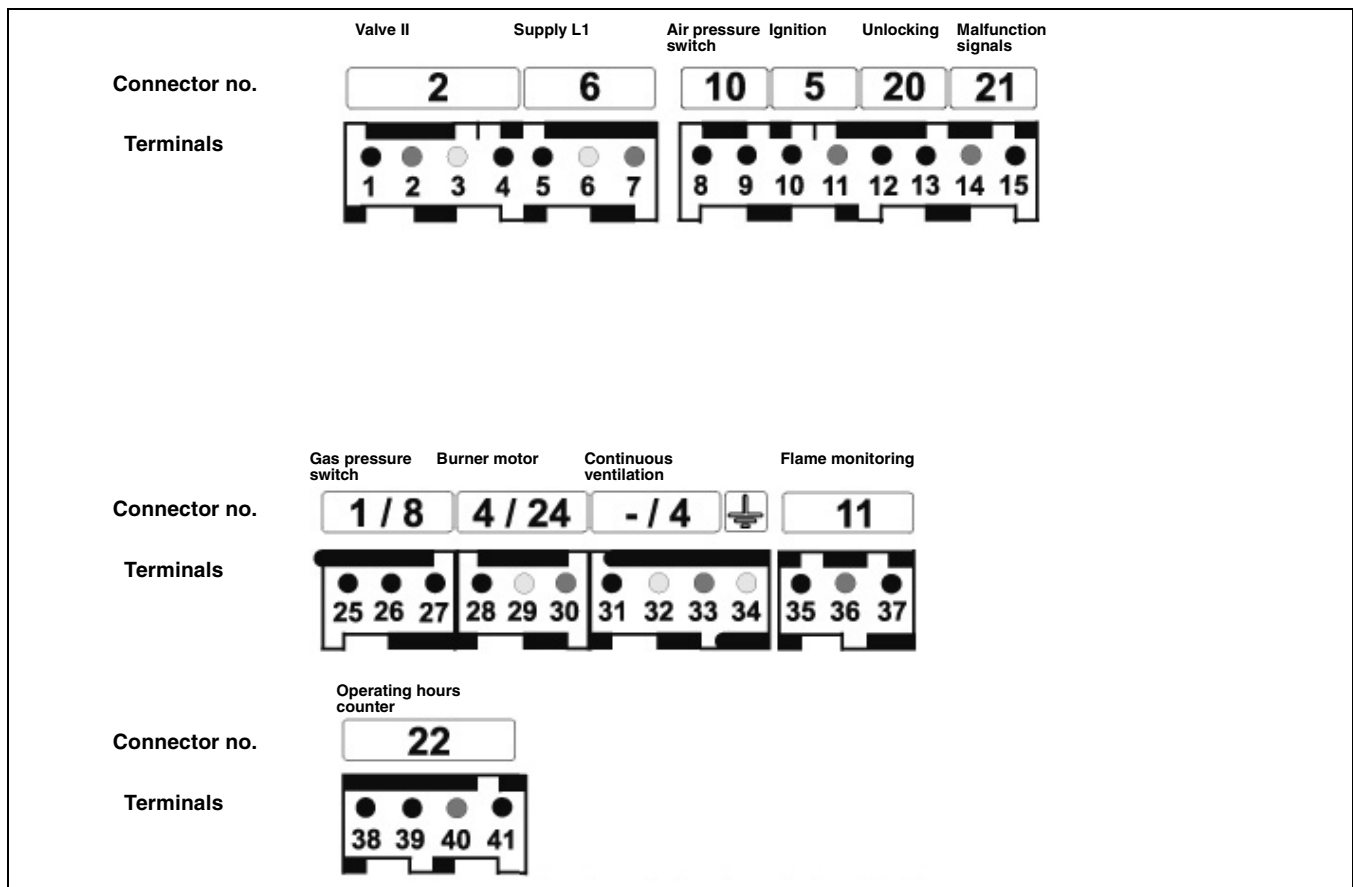 Valve II Supply L1 Air pressure switch Ignition Unlocking Malfunction signals
Connector no. 2 6 10 5 20 21
Terminals
1 2 3 4 5 6 7 8 9 10 11 12 13 14 15
Gas pressure switch Burner motor Continuous ventilation Flame monitoring
Connector no. 1 / 8 4 / 24 - / 4 11
Terminals
25 26 27 28 29 30 31 32 33 34 35 36 37
Operating hours counter
Connector no. 22
Terminals
38 39 40 41